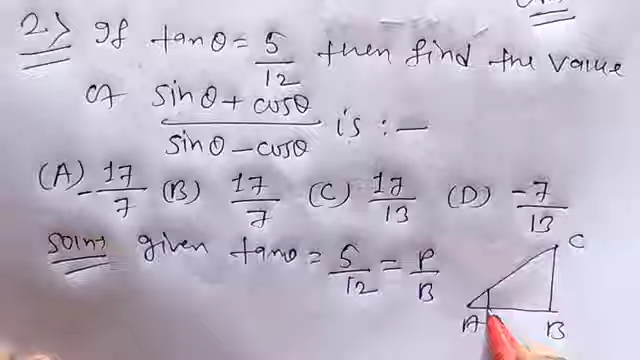 2.> If tanθ = 5/12 then find the value
of (sinθ + cosθ)/(sinθ - cosθ) is :—
(A) -17/7 (B) 17/7 (C) 17/13 (D) -7/13
Soln> given tanθ = 5/12 = P/B
C
A B